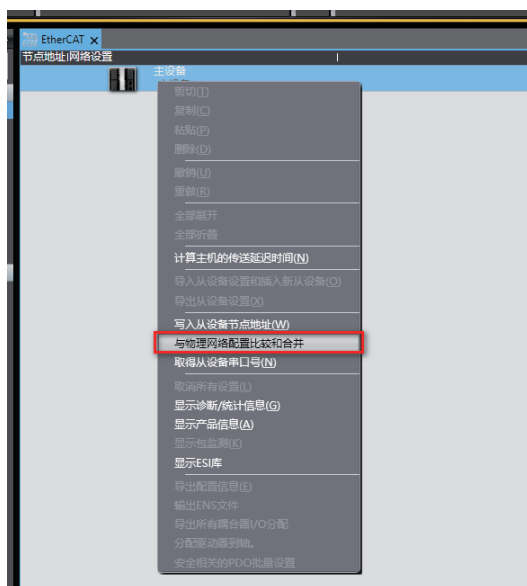 EtherCAT ×
节点地址|网络设置
主设备
剪切(T)
复制(C)
粘贴(P)
删除(D)
撤销(U)
重做(R)
全部展开
全部折叠
计算主机的传送延迟时间(N)
导入从设备设置和插入新从设备(O)
导出从设备设置(X)
写入从设备节点地址(W)
与物理网络配置比较和合并
取得从设备串口号(N)
取消所有设置(L)
显示诊断/统计信息(G)
显示产品信息(A)
显示包监测(K)
显示ESI库
导出配置信息(E)
输出ENS文件
导出所有耦合器I/O分配
分配驱动器到轴。
安全相关的PDO批量设置